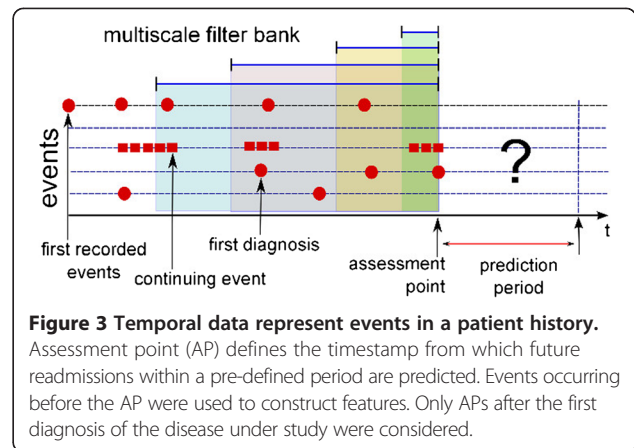 multiscale filter bank
events
?
t
first recorded
events
continuing event
first diagnosis
assessment
point
prediction
period
Figure 3 Temporal data represent events in a patient history.
Assessment point (AP) defines the timestamp from which future
readmissions within a pre-defined period are predicted. Events occurring
before the AP were used to construct features. Only APs after the first
diagnosis of the disease under study were considered.